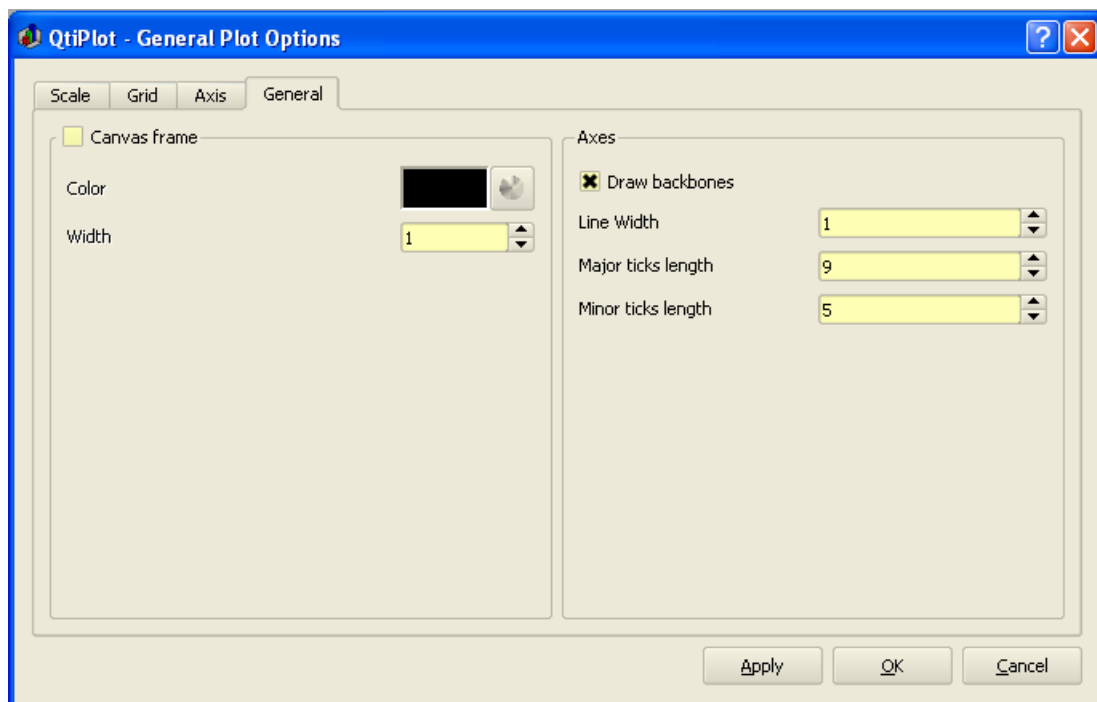 QtiPlot - General Plot Options
Scale Grid Axis General
Canvas frame
Color
Width 1
Axes
Draw backbones
Line Width 1
Major ticks length 9
Minor ticks length 5
Apply OK Cancel